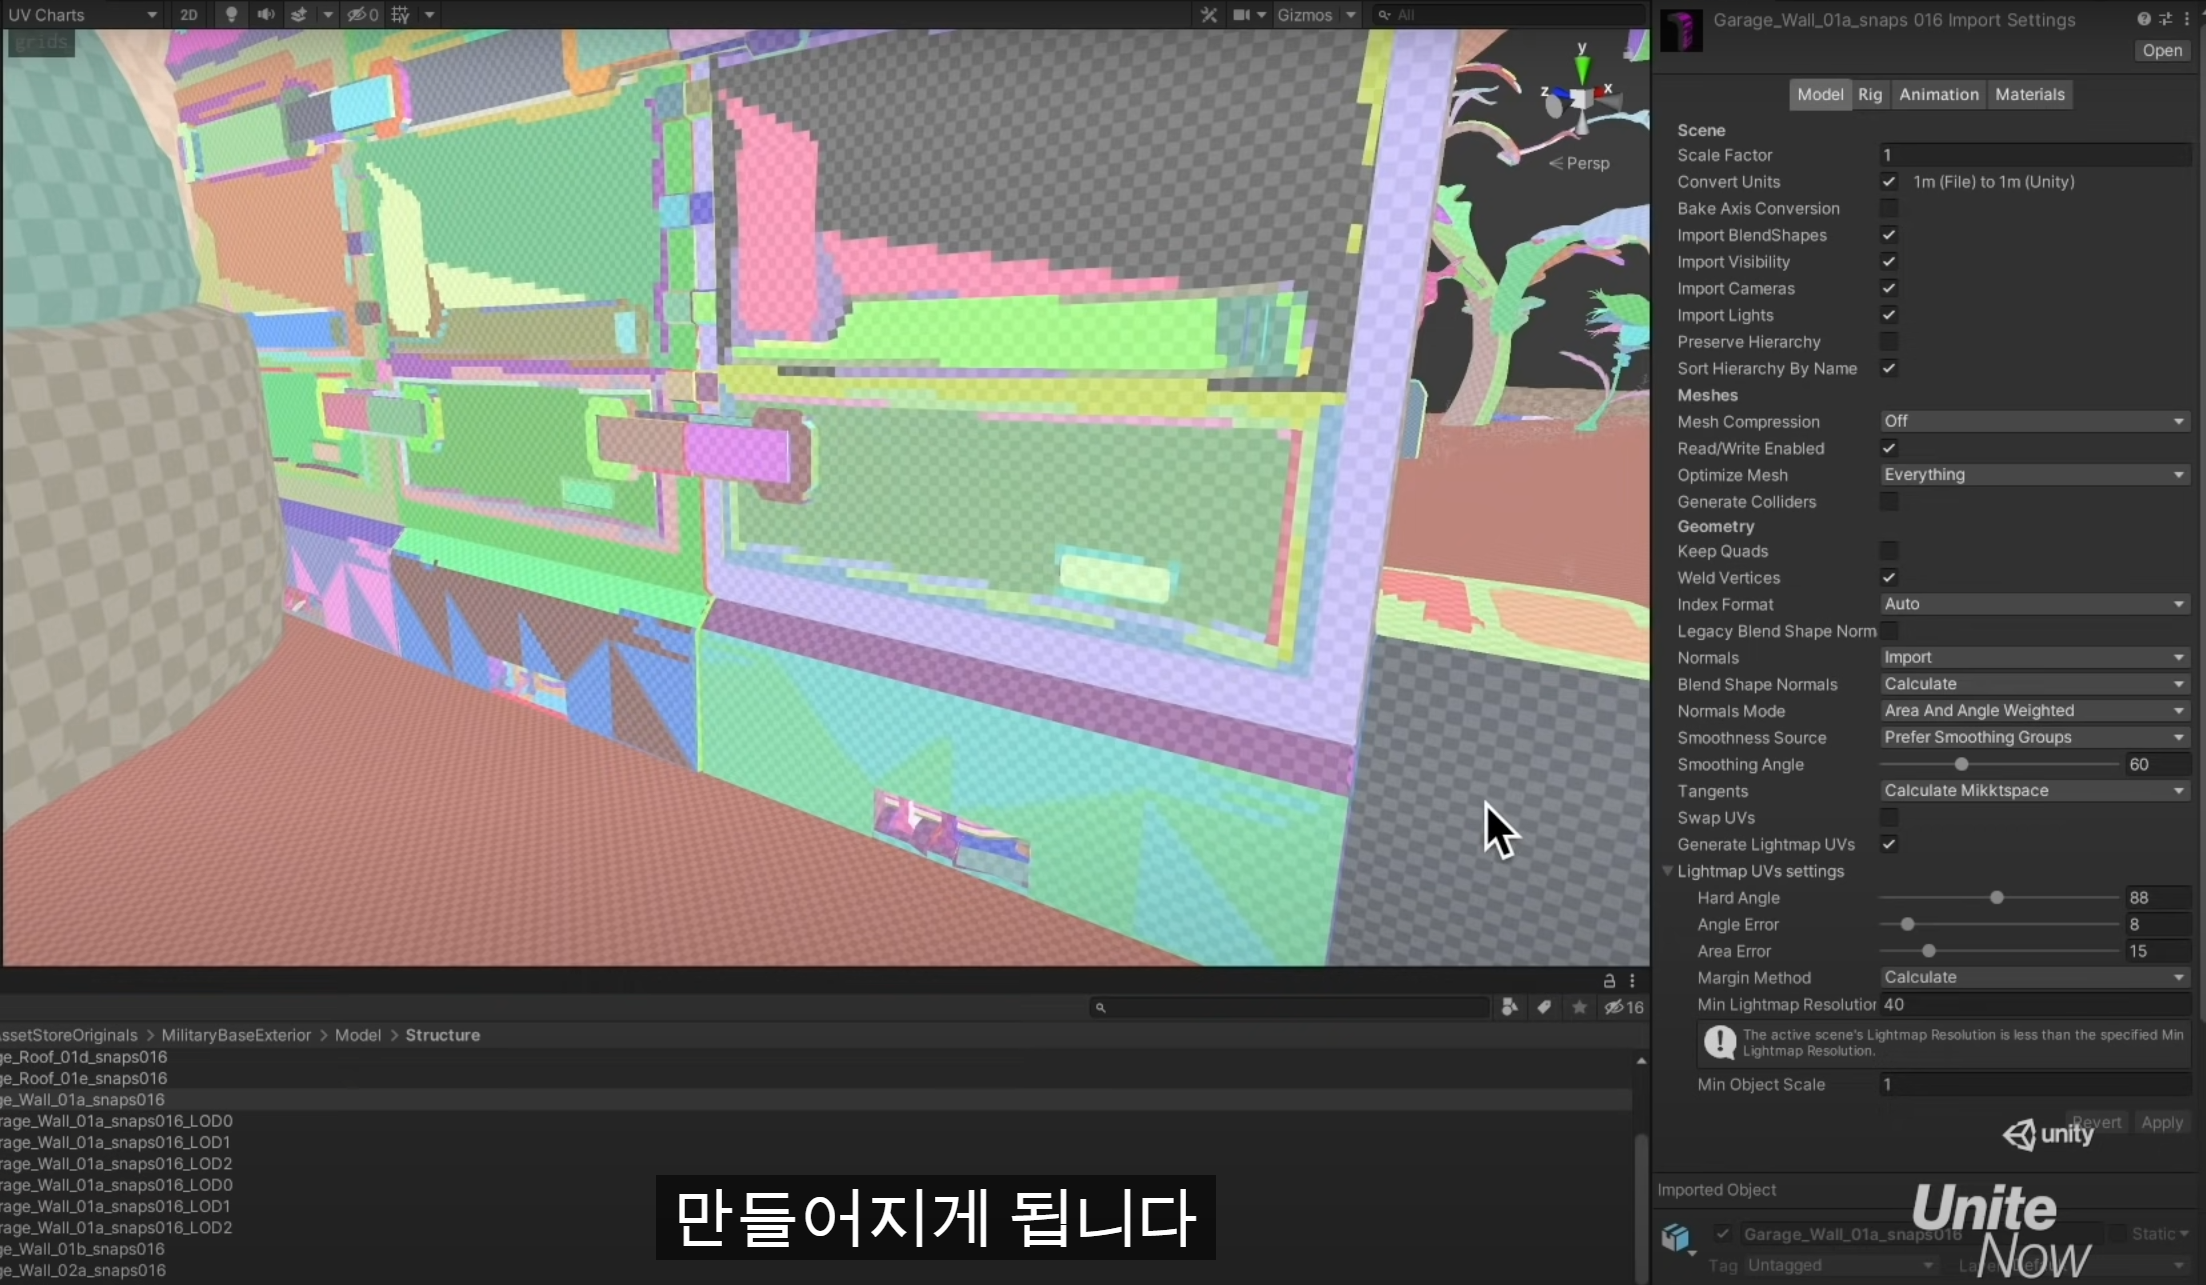 UV Charts
2D
0
Gizmos
All
grids
y
x
z
Persp
Garage_Wall_01a_snaps 016 Import Settings
Open
Model
Rig
Animation
Materials
Scene
Scale Factor
1
Convert Units
1m (File) to 1m (Unity)
Bake Axis Conversion
Import BlendShapes
Import Visibility
Import Cameras
Import Lights
Preserve Hierarchy
Sort Hierarchy By Name
Meshes
Mesh Compression
Off
Read/Write Enabled
Optimize Mesh
Everything
Generate Colliders
Geometry
Keep Quads
Weld Vertices
Index Format
Auto
Legacy Blend Shape Norm
Normals
Import
Blend Shape Normals
Calculate
Normals Mode
Area And Angle Weighted
Smoothness Source
Prefer Smoothing Groups
Smoothing Angle
60
Tangents
Calculate Mikktspace
Swap UVs
Generate Lightmap UVs
Lightmap UVs settings
Hard Angle
88
Angle Error
8
Area Error
15
Margin Method
Calculate
Min Lightmap Resolution
40
The active scene's Lightmap Resolution is less than the specified Min
Lightmap Resolution.
Min Object Scale
1
Revert
Apply
unity
Imported Object
Garage_Wall_01a_snaps016
Static
Tag
Untagged
Unite
Now
16
AssetStoreOriginals > MilitaryBaseExterior > Model > Structure
ge_Roof_01d_snaps016
ge_Roof_01e_snaps016
ge_Wall_01a_snaps016
rage_Wall_01a_snaps016_LOD0
rage_Wall_01a_snaps016_LOD1
rage_Wall_01a_snaps016_LOD2
rage_Wall_01a_snaps016_LOD0
rage_Wall_01a_snaps016_LOD1
rage_Wall_01a_snaps016_LOD2
ge_Wall_01b_snaps016
ge_Wall_02a_snaps016
만들어지게 됩니다